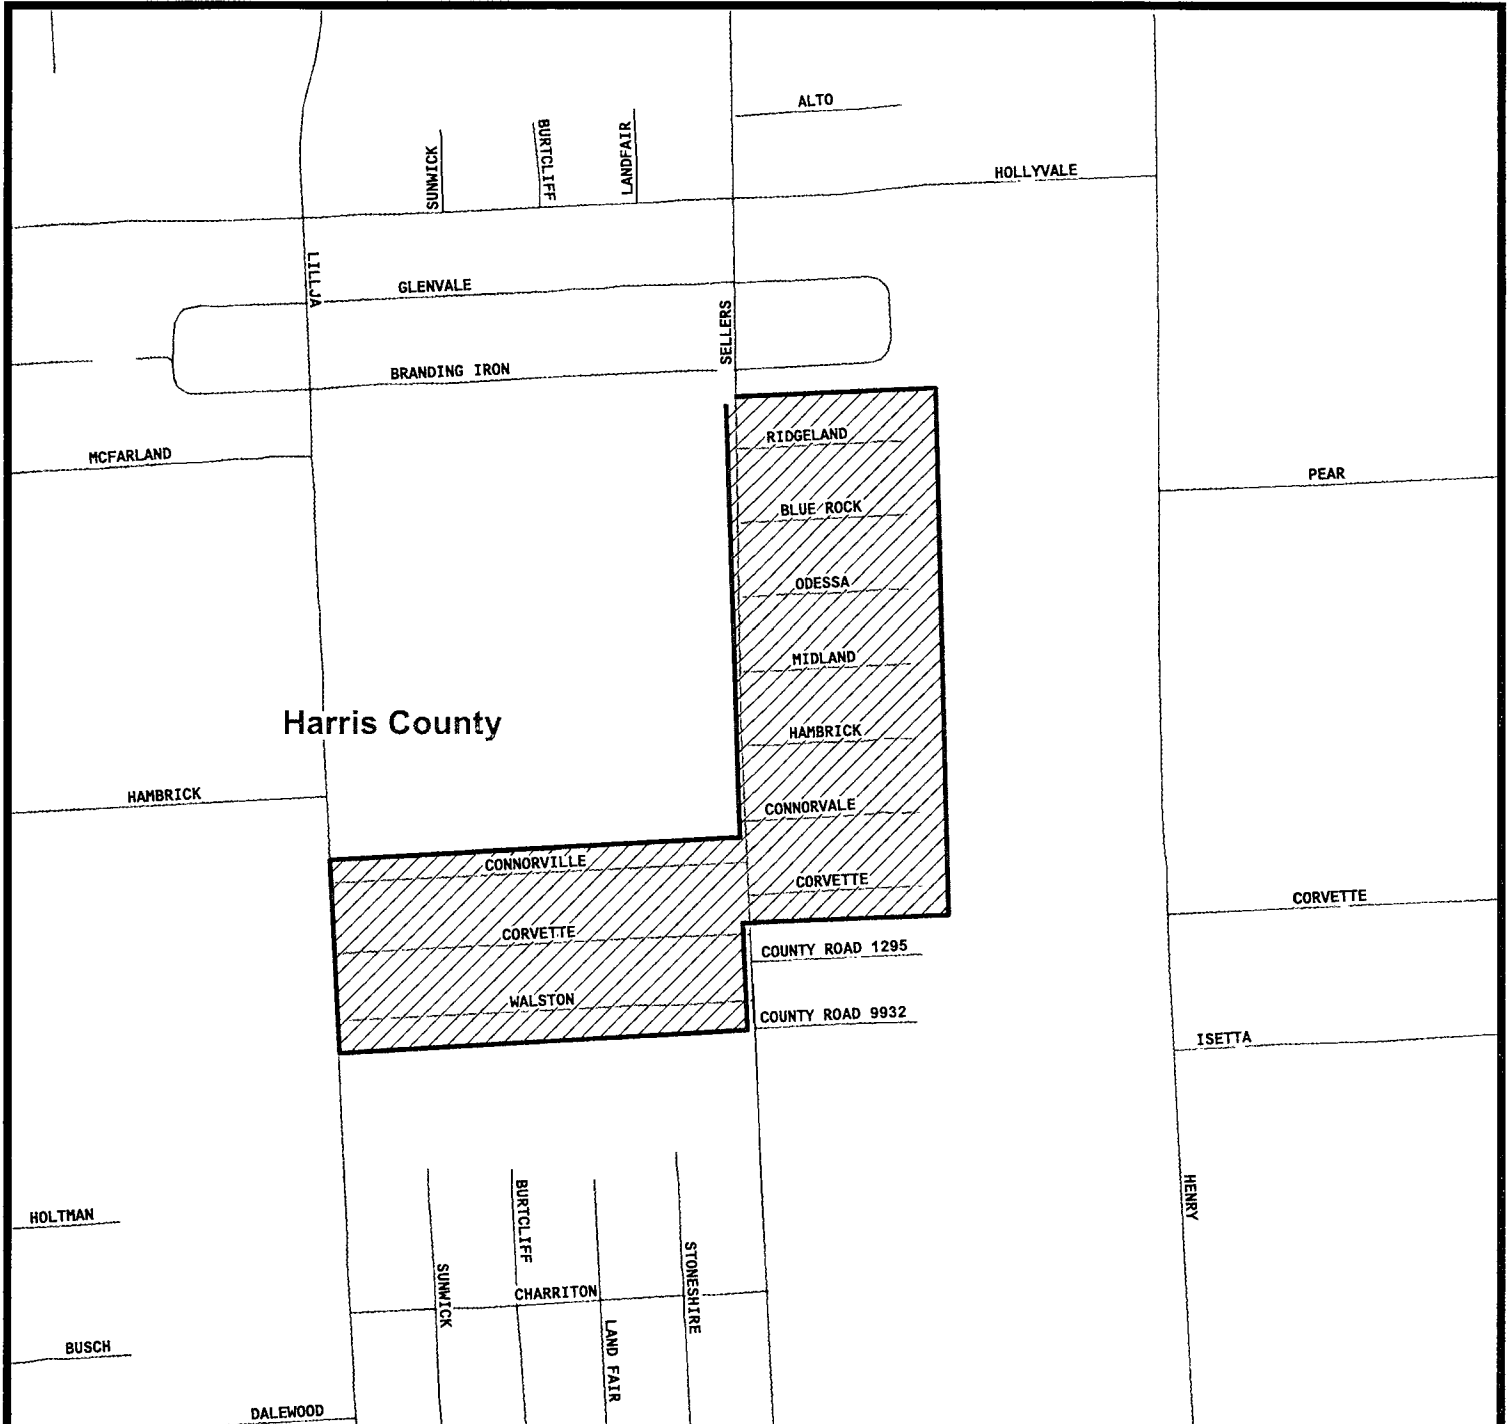 ALTO
SUNWICK
BURTCLIFF
LANDFAIR
HOLLYVALE
LILLJA
GLENVALE
SELLERS
BRANDING IRON
RIDGELAND
MCFARLAND
PEAR
BLUE ROCK
ODESSA
MIDLAND
Harris County
HAMBRICK
HAMBRICK
CONNORVALE
CONNORVILLE
CORVETTE
CORVETTE
CORVETTE
COUNTY ROAD 1295
WALSTON
COUNTY ROAD 9932
ISETTA
HENRY
HOLTMAN
BURTCLIFF
STONESHIRE
SUNWICK
CHARRITON
LAND FAIR
BUSCH
DALEWOOD